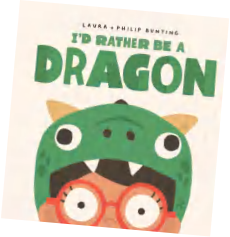 LAURA & PHILIP BUNTING
I'D RATHER BE A
DRAGON